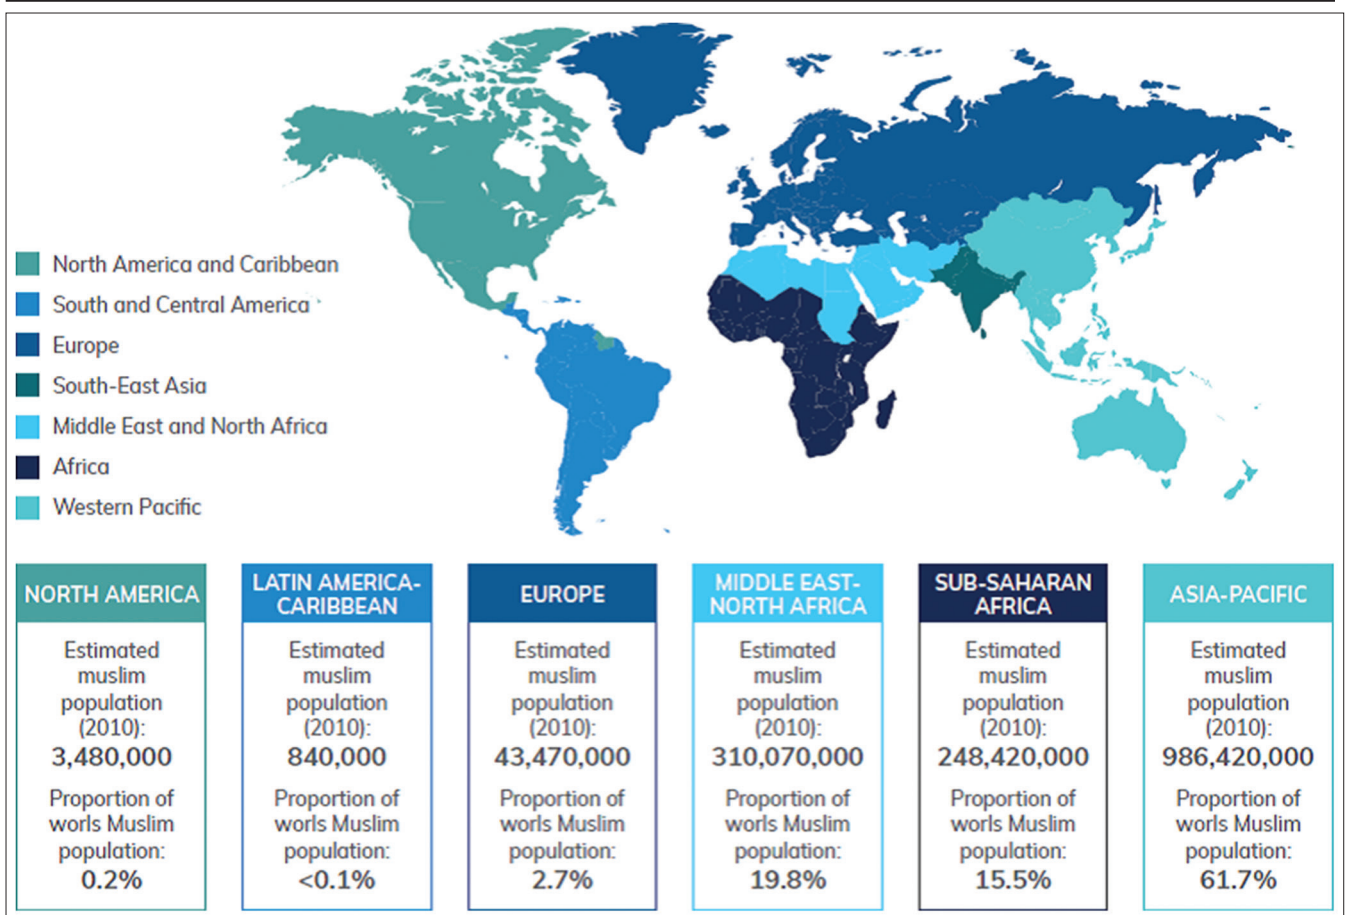 North America and Caribbean
South and Central America
Europe
South-East Asia
Middle East and North Africa
Africa
Western Pacific
NORTH AMERICA
Estimated
muslim
population
(2010):
3,480,000
Proportion of
worls Muslim
population:
0.2%
LATIN AMERICA-
CARIBBEAN
Estimated
muslim
population
(2010):
840,000
Proportion of
worls Muslim
population:
<0.1%
EUROPE
Estimated
muslim
population
(2010):
43,470,000
Proportion of
worls Muslim
population:
2.7%
MIDDLE EAST-
NORTH AFRICA
Estimated
muslim
population
(2010):
310,070,000
Proportion of
worls Muslim
population:
19.8%
SUB-SAHARAN
AFRICA
Estimated
muslim
population
(2010):
248,420,000
Proportion of
worls Muslim
population:
15.5%
ASIA-PACIFIC
Estimated
muslim
population
(2010):
986,420,000
Proportion of
worls Muslim
population:
61.7%